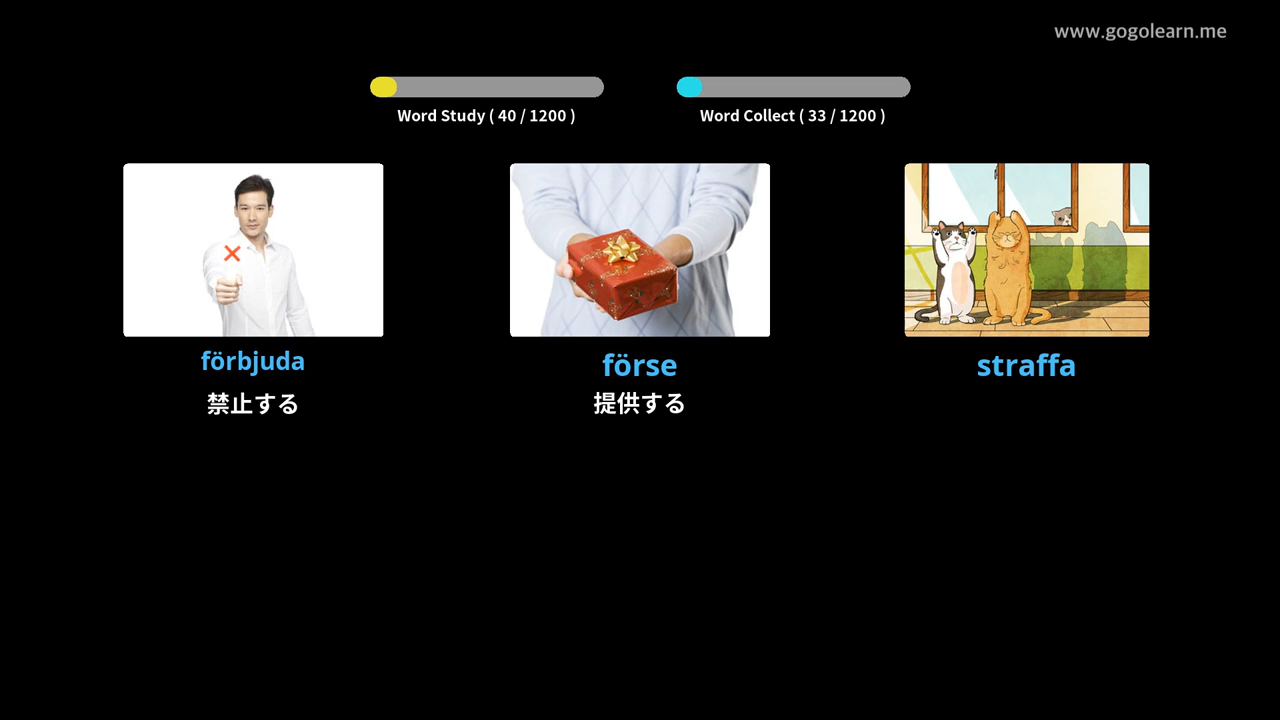 www.gogolearn.me
Word Study ( 40 / 1200 )
Word Collect ( 33 / 1200 )
förbjuda
禁止する
förse
提供する
straffa